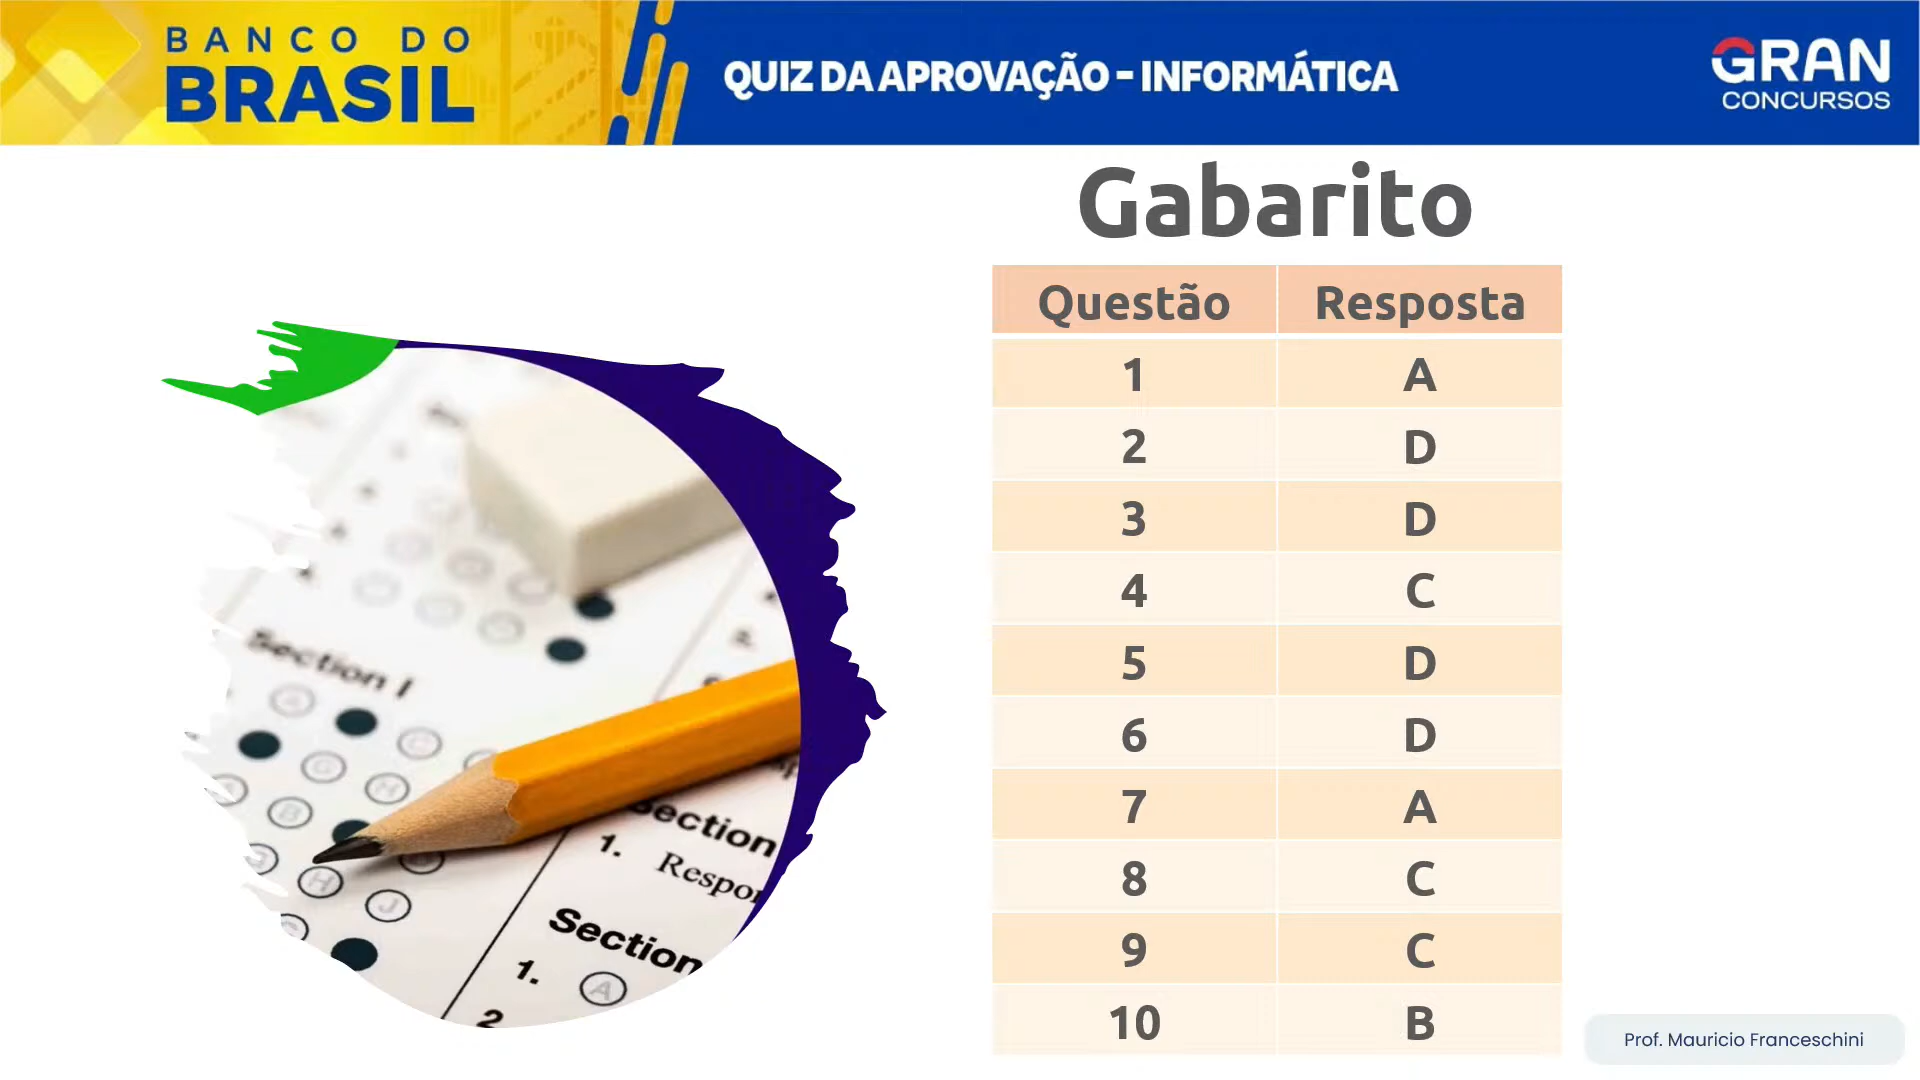 BANCO DO
BRASIL
QUIZ DA APROVAÇÃO - INFORMÁTICA
GRAN
CONCURSOS
Gabarito
Questão Resposta
1 A
2 D
3 D
4 C
5 D
6 D
7 A
8 C
9 C
10 B
Section I
Section
1. Respon
Section
1. A
2
Prof. Mauricio Franceschini